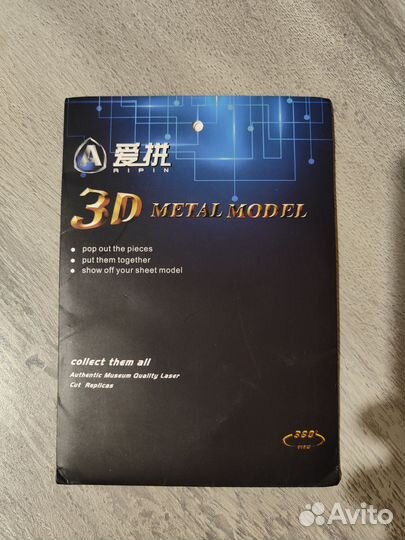 A 爱拼
AIPIN
3D METAL MODEL
pop out the pieces
put them together
show off your sheet model
collect them all
Authentic Museum Quality Laser
Cut Replicas
360°
VIEW
Avito